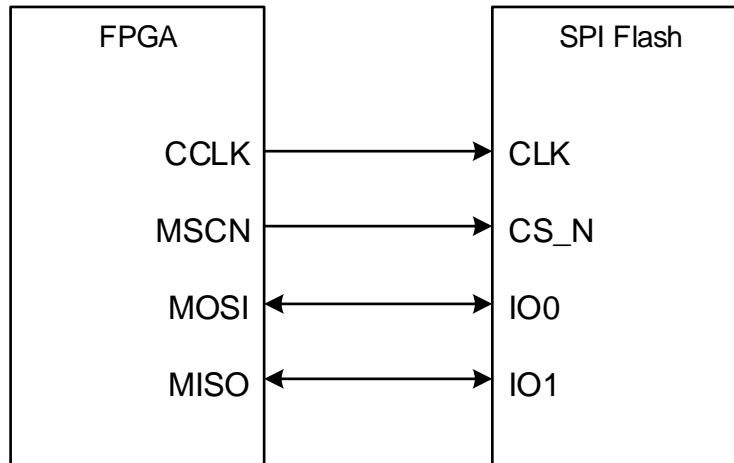 FPGA
SPI Flash
CCLK
CLK
MSCN
CS_N
MOSI
IO0
MISO
IO1